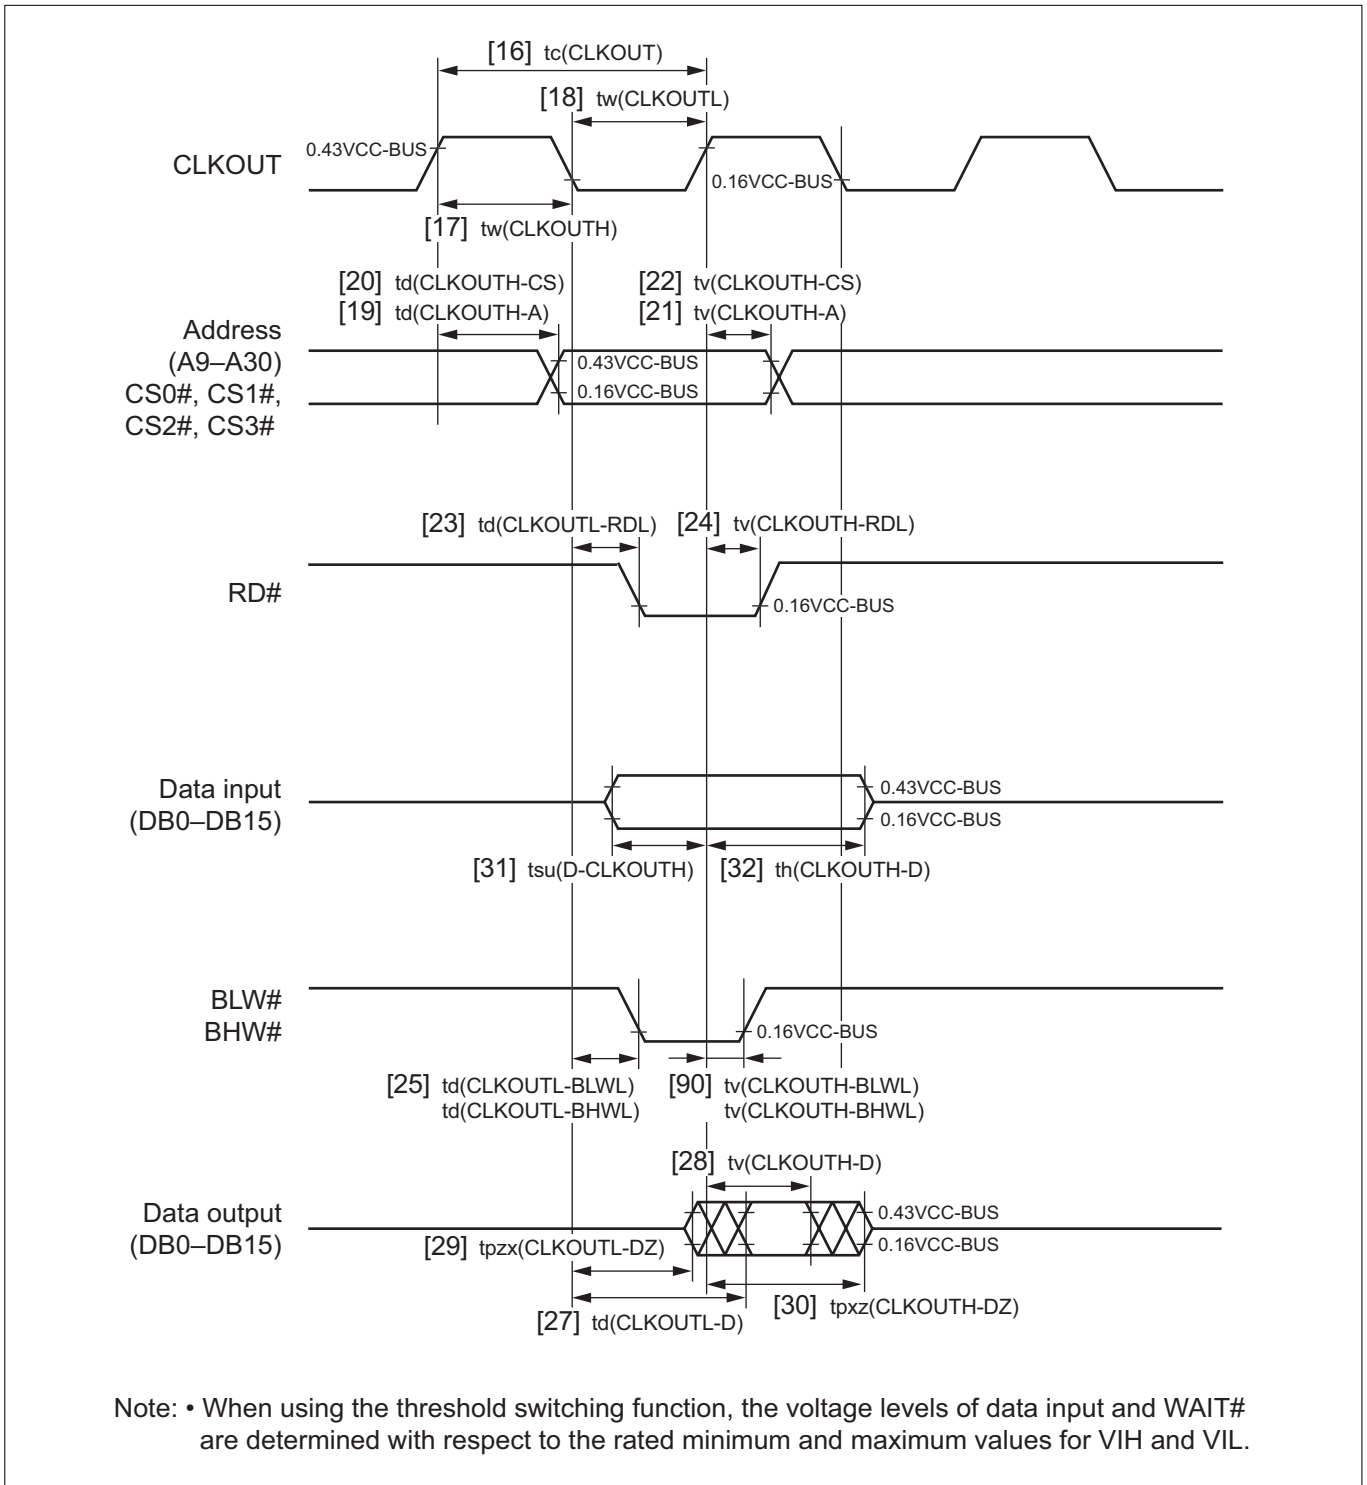 [16] tc(CLKOUT)
[18] tw(CLKOUTL)
0.43VCC-BUS
CLKOUT
0.16VCC-BUS
[17] tw(CLKOUTH)
[20] td(CLKOUTH-CS)
[22] tv(CLKOUTH-CS)
[19] td(CLKOUTH-A)
[21] tv(CLKOUTH-A)
Address
(A9–A30)
CS0#, CS1#,
CS2#, CS3#
0.43VCC-BUS
0.16VCC-BUS
[23] td(CLKOUTL-RDL)
[24] tv(CLKOUTH-RDL)
RD#
0.16VCC-BUS
Data input
(DB0–DB15)
0.43VCC-BUS
0.16VCC-BUS
[31] tsu(D-CLKOUTH)
[32] th(CLKOUTH-D)
BLW#
BHW#
0.16VCC-BUS
[25] td(CLKOUTL-BLWL)
td(CLKOUTL-BHWL)
[90] tv(CLKOUTH-BLWL)
tv(CLKOUTH-BHWL)
[28] tv(CLKOUTH-D)
Data output
(DB0–DB15)
0.43VCC-BUS
0.16VCC-BUS
[29] tpzx(CLKOUTL-DZ)
[30] tpxz(CLKOUTH-DZ)
[27] td(CLKOUTL-D)
Note: • When using the threshold switching function, the voltage levels of data input and WAIT#
are determined with respect to the rated minimum and maximum values for VIH and VIL.